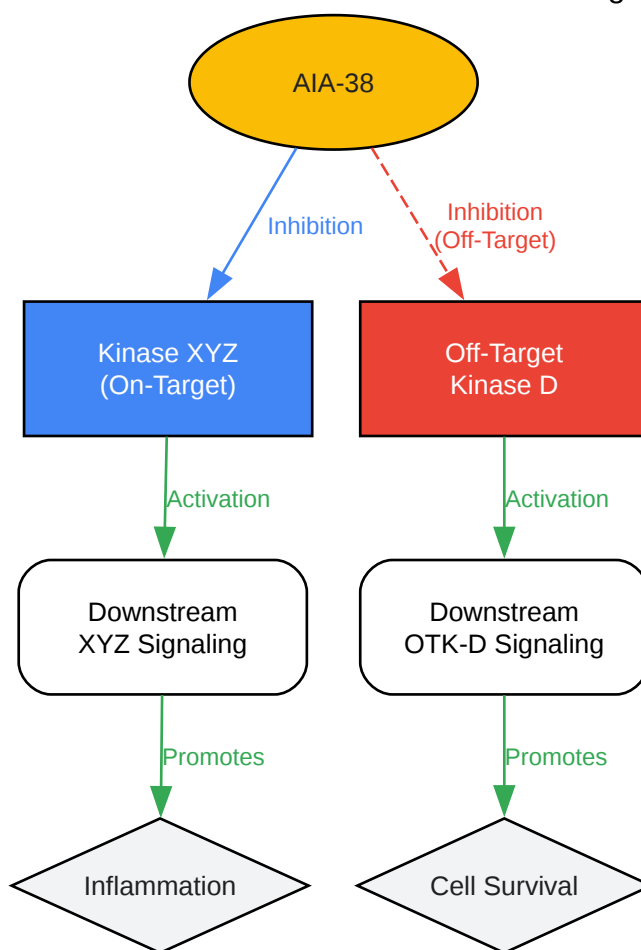 AIA-38
Inhibition
Inhibition
(Off-Target)
Kinase XYZ
(On-Target)
Off-Target
Kinase D
Activation
Activation
Downstream
XYZ Signaling
Downstream
OTK-D Signaling
Promotes
Promotes
Inflammation
Cell Survival